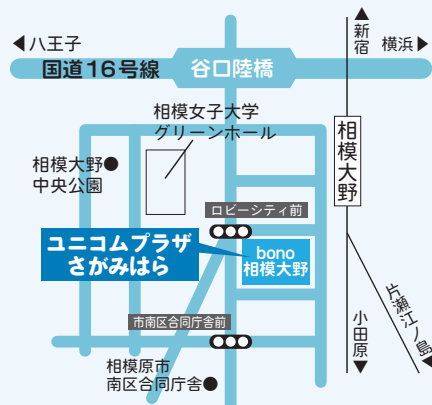 ◀八王子
国道16号線
谷口陸橋
▲新宿
横浜▶
相模女子大学
グリーンホール
相模大野
相模大野●
中央公園
ロビーシティ前
ユニコムプラザ
さがみはら
bono
相模大野
市南区合同庁舎前
小田原▼
片瀬江ノ島▼
相模原市
南区合同庁舎●